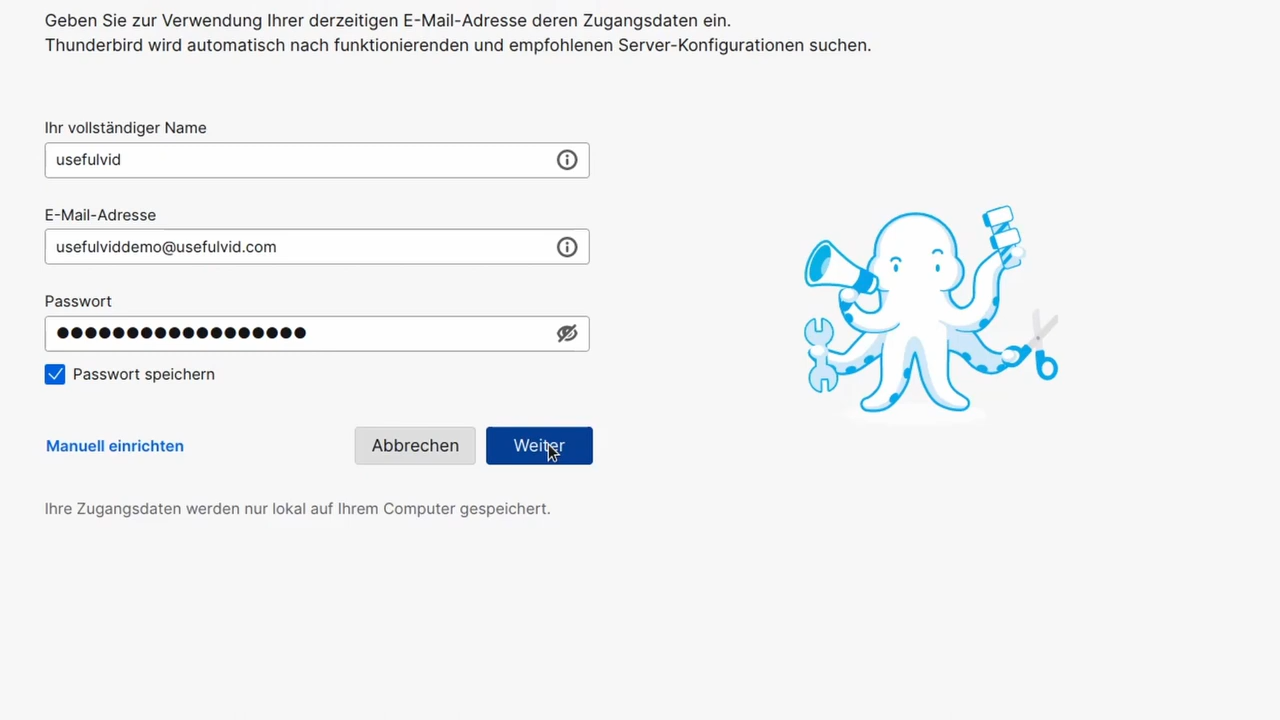 Geben Sie zur Verwendung Ihrer derzeitigen E-Mail-Adresse deren Zugangsdaten ein.
Thunderbird wird automatisch nach funktionierenden und empfohlenen Server-Konfigurationen suchen.
Ihr vollständiger Name
usefulvid
E-Mail-Adresse
usefulviddemo@usefulvid.com
Passwort
●●●●●●●●●●●●●●●●●●
Passwort speichern
Manuell einrichten
Abbrechen
Weiter
Ihre Zugangsdaten werden nur lokal auf Ihrem Computer gespeichert.